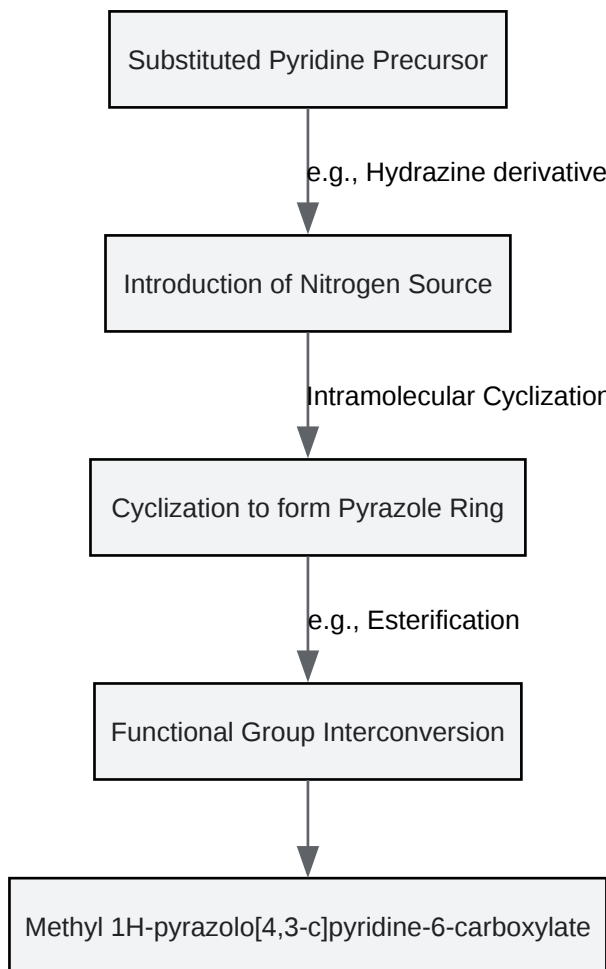 Substituted Pyridine Precursor
e.g., Hydrazine derivative
Introduction of Nitrogen Source
Intramolecular Cyclization
Cyclization to form Pyrazole Ring
e.g., Esterification
Functional Group Interconversion
Methyl 1H-pyrazolo[4,3-c]pyridine-6-carboxylate